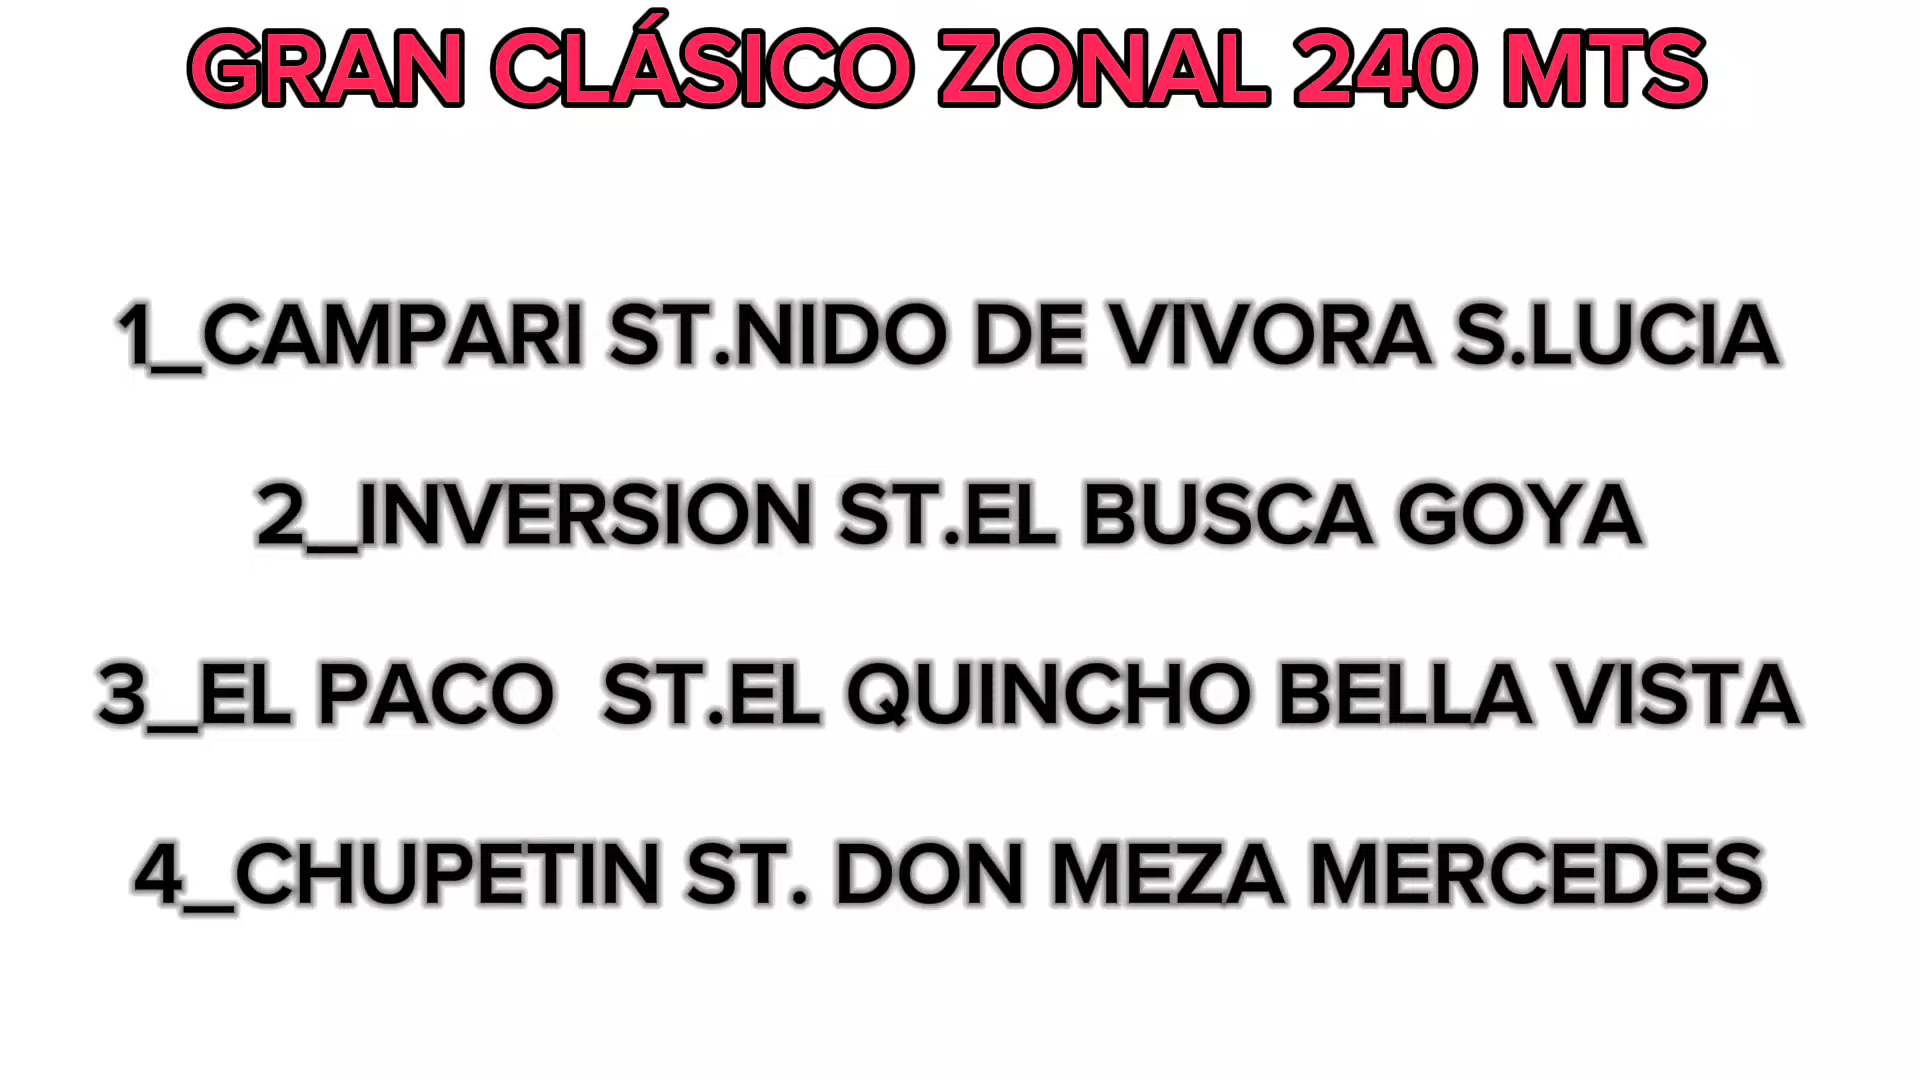 GRAN CLÁSICO ZONAL 240 MTS
1_CAMPARI ST.NIDO DE VIVORA S.LUCIA
2_INVERSION ST.EL BUSCA GOYA
3_EL PACO  ST.EL QUINCHO BELLA VISTA
4_CHUPETIN ST. DON MEZA MERCEDES